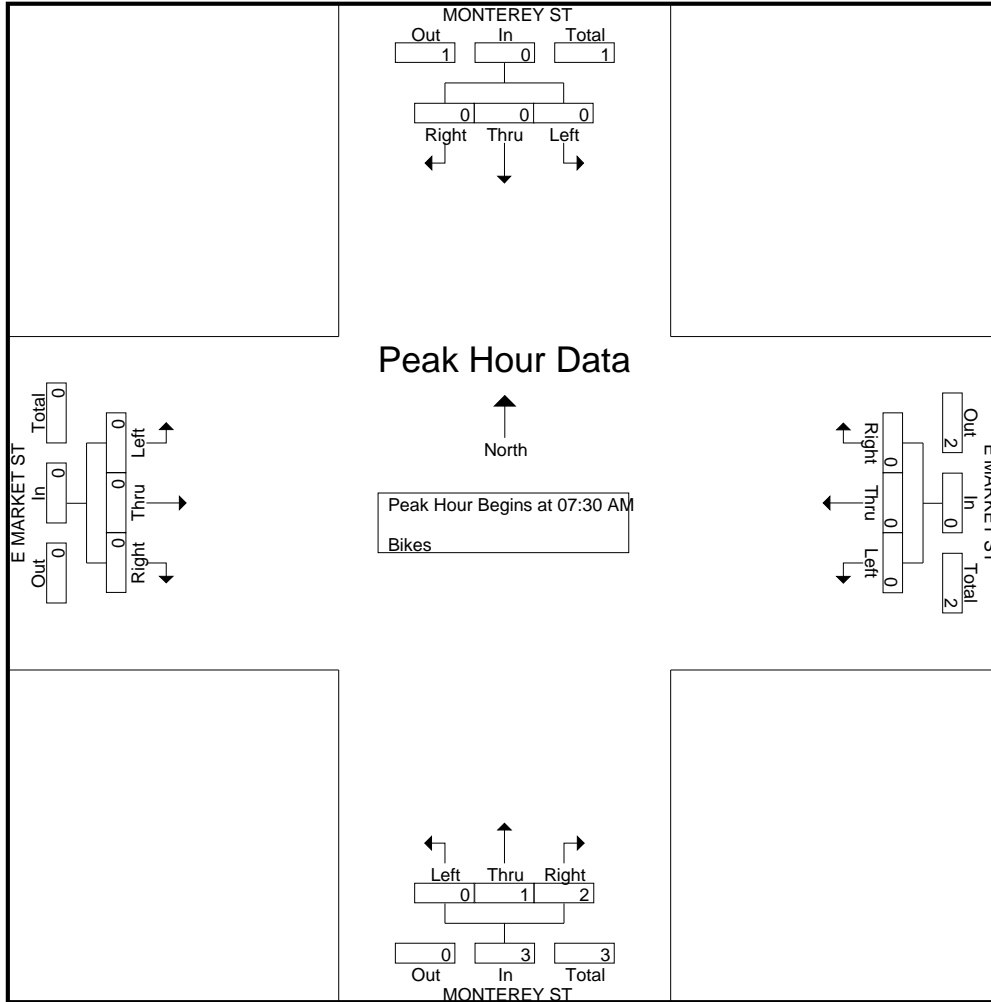 MONTEREY ST
Out In Total
1 0 1
0 0 0
Right Thru Left
Peak Hour Data
North
Peak Hour Begins at 07:30 AM
Bikes
E MARKET ST
Total In Out
0 0 0
0 0 0
Left Thru Right
E MARKET ST
Out In Total
2 0 2
0 0 0
Right Thru Left
Left Thru Right
0 1 2
0 3 3
Out In Total
MONTEREY ST